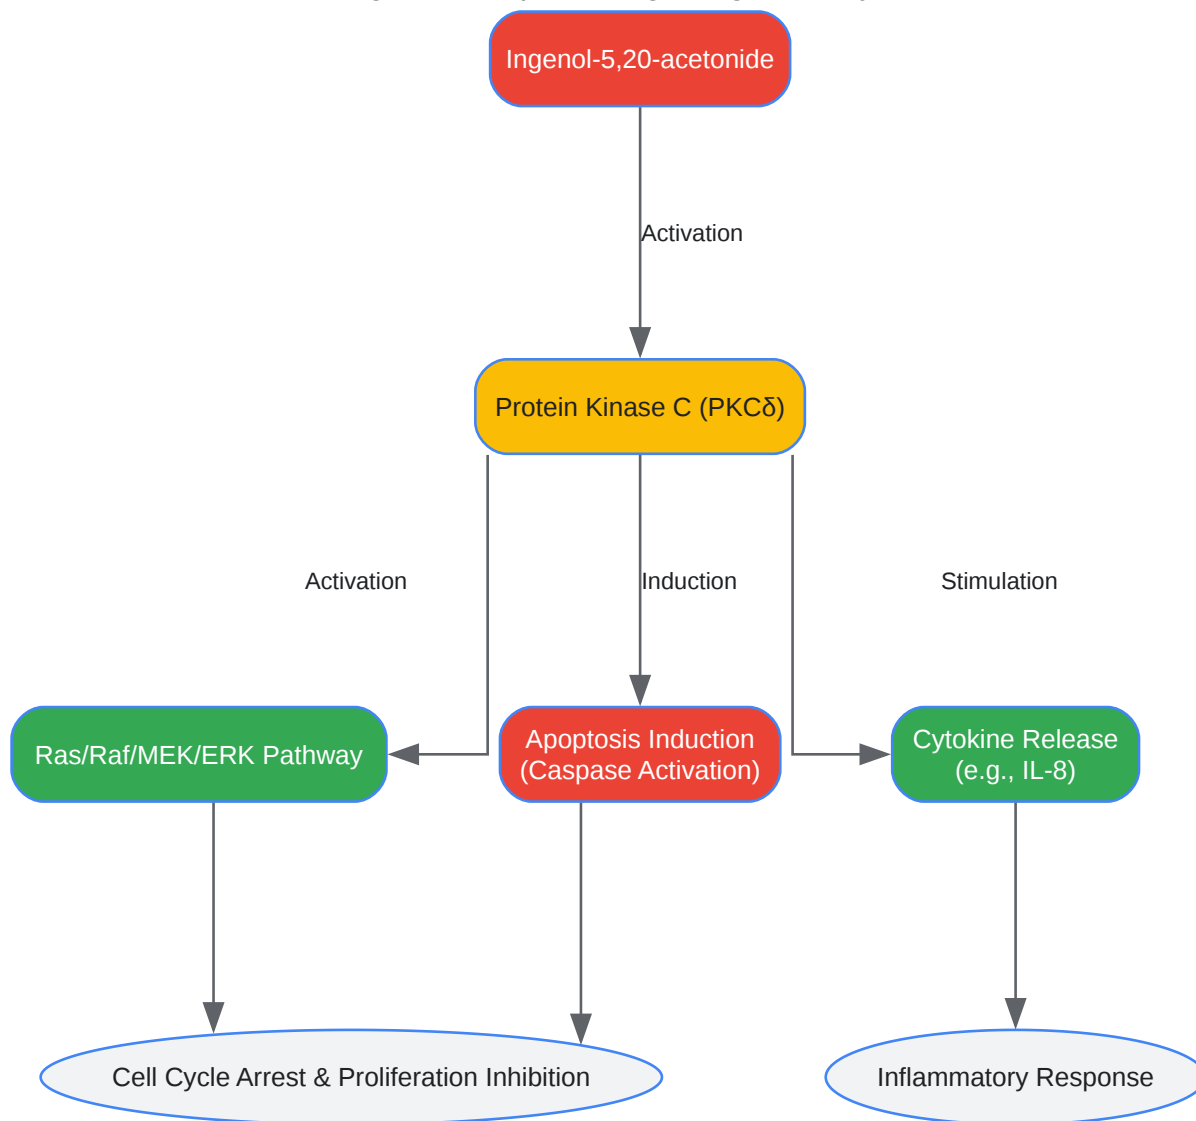 Ingenol-5,20-acetonide
Activation
Protein Kinase C (PKCδ)
Activation
Induction
Stimulation
Ras/Raf/MEK/ERK Pathway
Apoptosis Induction
(Caspase Activation)
Cytokine Release
(e.g., IL-8)
Cell Cycle Arrest & Proliferation Inhibition
Inflammatory Response